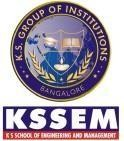 K.S. GROUP OF INSTITUTIONS
BANGALORE
KSSEM
K S SCHOOL OF ENGINEERING AND MANAGEMENT